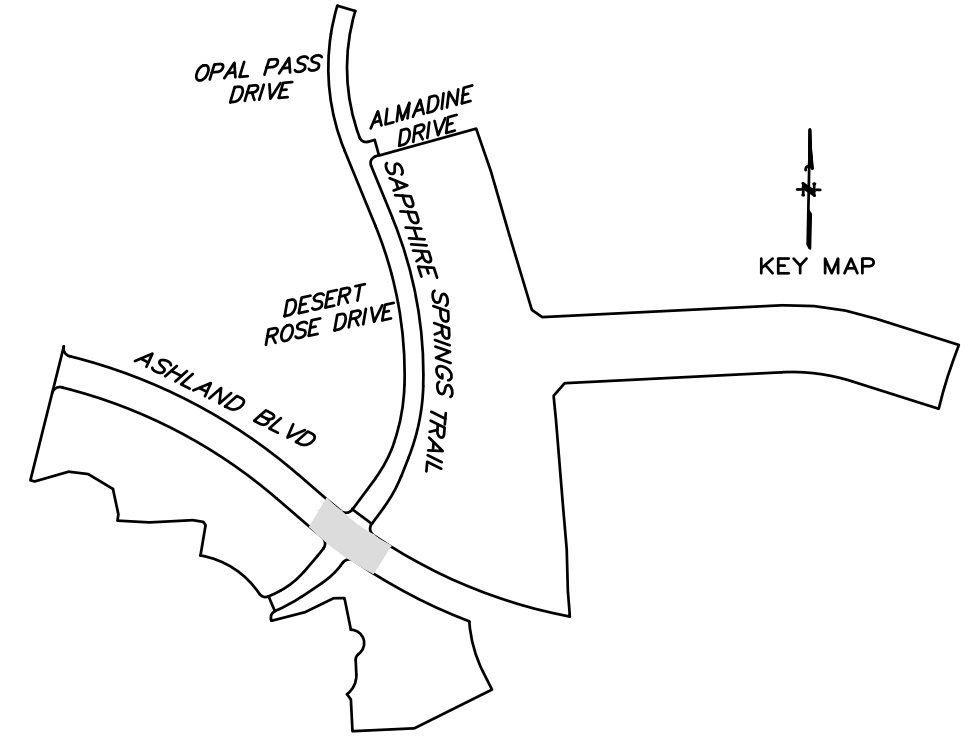 OPAL PASS
DRIVE
ALMADINE
DRIVE
SAPPHIRE SPRINGS TRAIL
N
KEY MAP
DESERT
ROSE DRIVE
ASHLAND BLVD